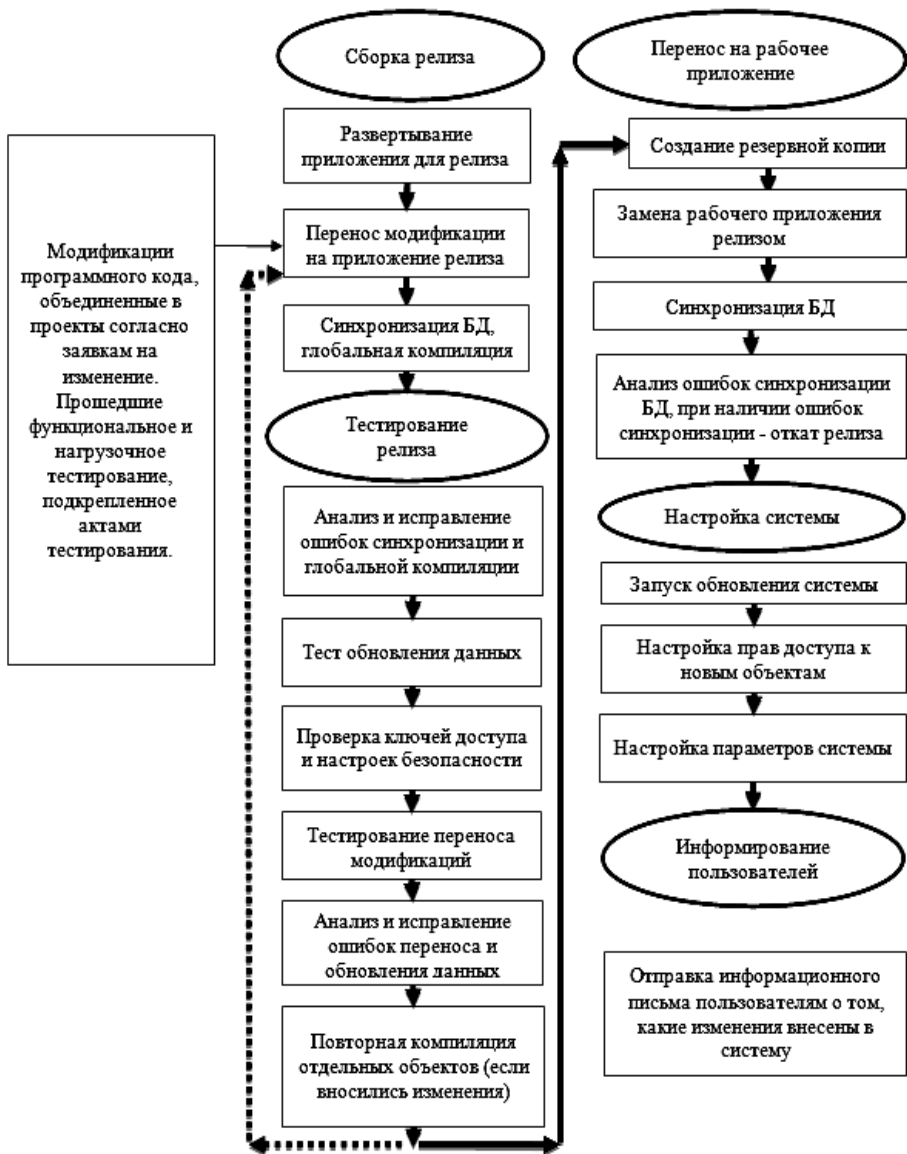 Сборка релиза
Развертывание
приложения для релиза
Перенос модификации
на приложение релиза
Синхронизация БД,
глобальная компиляция
Модификации
программного кода,
объединенные в
проекты согласно
заявкам на
изменение.
Прошедшие
функциональное и
нагрузочное
тестирование,
подкрепленное
актами
тестирования.
Тестирование
релиза
Анализ и исправление
ошибок синхронизации и
глобальной компиляции
Тест обновления данных
Проверка ключей доступа
и настроек безопасности
Тестирование переноса
модификаций
Анализ и исправление
ошибок переноса и
обновления данных
Повторная компиляция
отдельных объектов (если
вносились изменения)
Перенос на рабочее
приложение
Создание резервной копии
Замена рабочего приложения
релизом
Синхронизация БД
Анализ ошибок синхронизации
БД, при наличии ошибок
синхронизации - откат релиза
Настройка системы
Запуск обновления системы
Настройка прав доступа к
новым объектам
Настройка параметров системы
Информирование
пользователей
Отправка информационного
письма пользователям о том,
какие изменения внесены в
систему